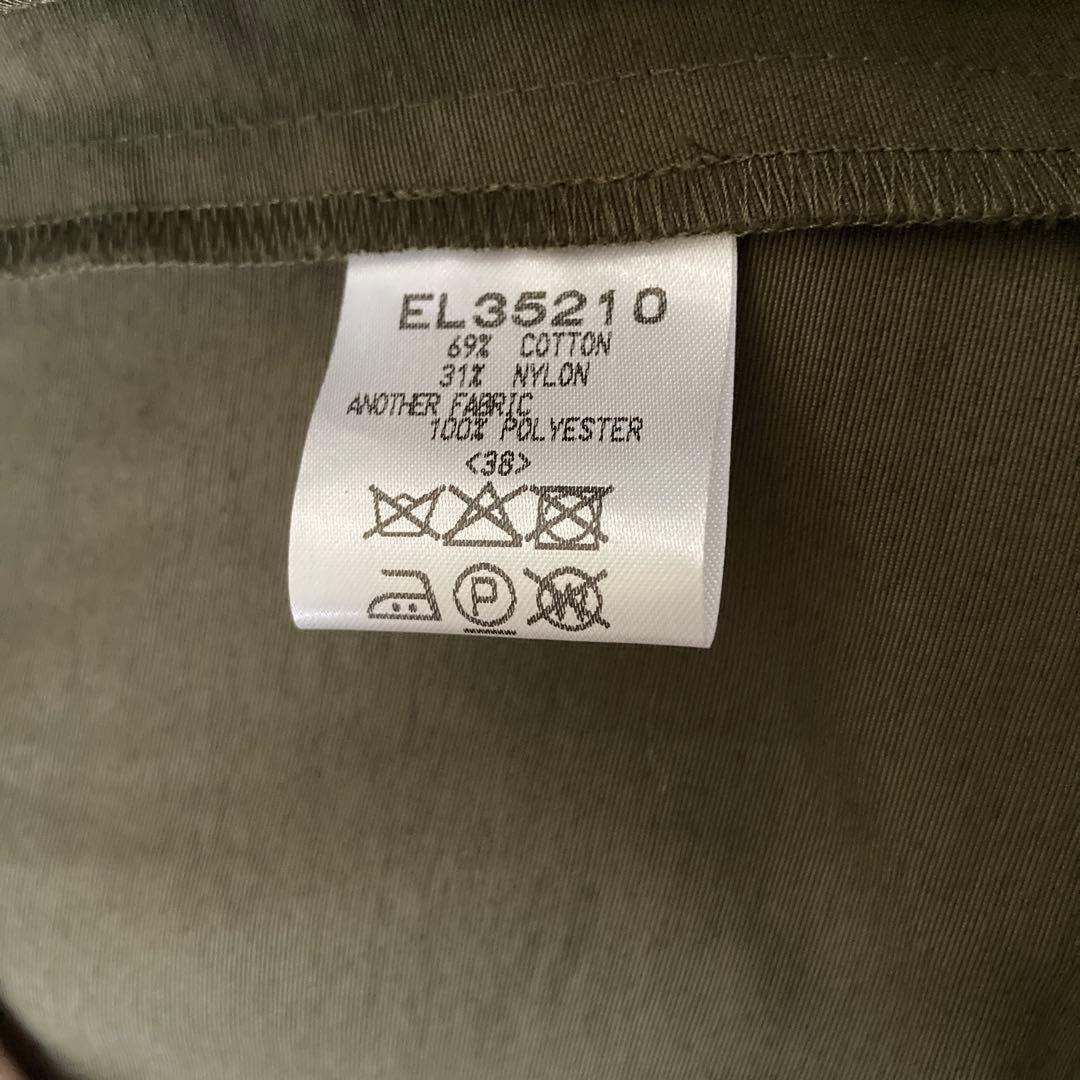 EL35210
69% COTTON
31% NYLON
ANOTHER FABRIC
100% POLYESTER
<38>
P
W